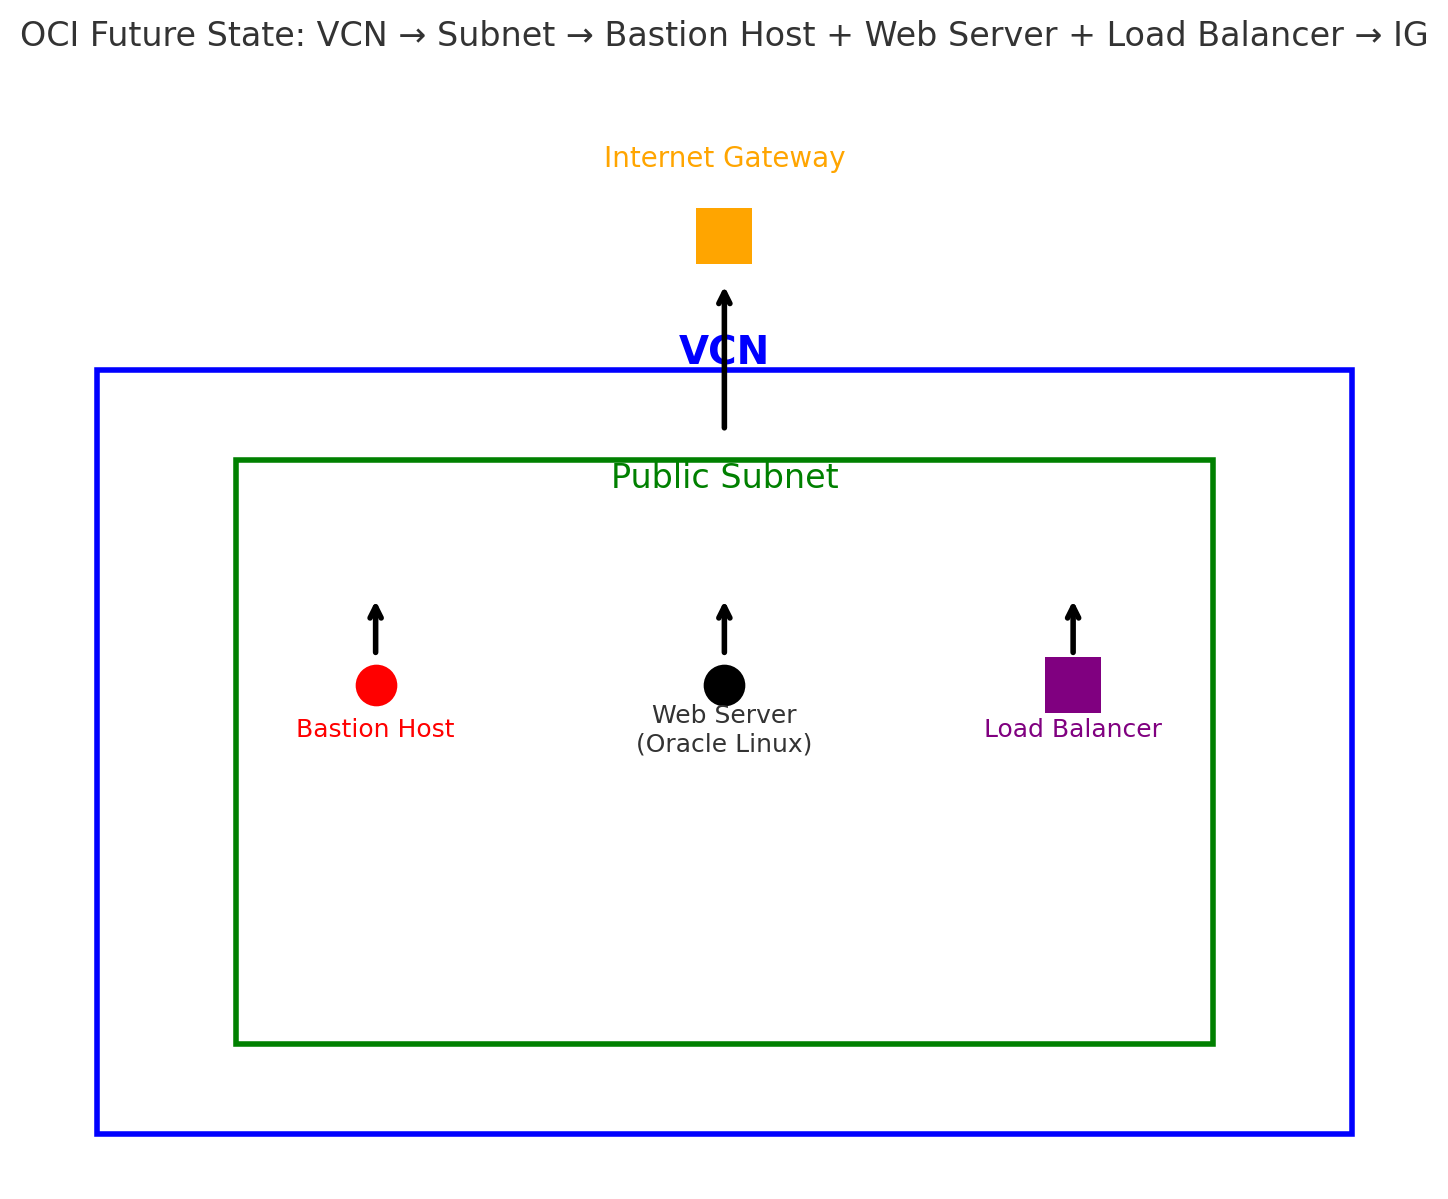 OCI Future State: VCN → Subnet → Bastion Host + Web Server + Load Balancer → IG
Internet Gateway
VCN
Public Subnet
Bastion Host
Web Server
(Oracle Linux)
Load Balancer